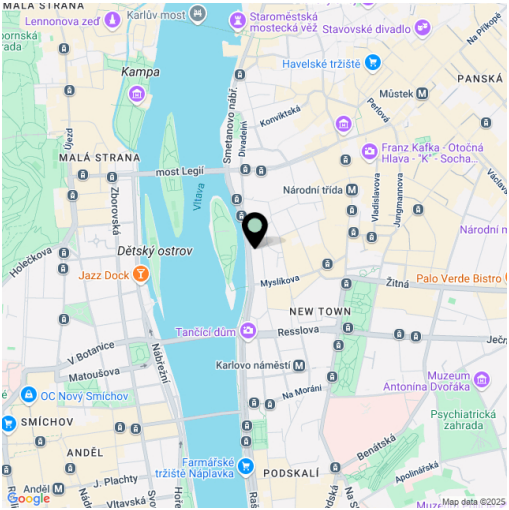 MALÁ STRANA
Karlův most
Lennonova zeď
Staroměstská
mostecká věž
Stavovské divadlo
Na Příkopě
Kampa
Havelské tržiště
PANSKÁ
Můstek
Smetanovo nábř.
Divadelní
Konviktská
Perlová
Újezd
Franz Kafka - Otočná
Hlava - "K" - Socha...
MALÁ STRANA
most Legií
Zborovská
Vltava
Národní třída
Vladislavova
Jungmannova
Holečkova
Dětský ostrov
Jazz Dock
Myslíkova
Žitná
Palo Verde Bistro
NEW TOWN
Tančící dům
Resslova
V Botanice
Nábřežní
Matoušova
Karlovo náměstí
Na Moráni
Muzeum
Antonína Dvořáka
OC Nový Smíchov
SMÍCHOV
Psychiatrická
zahrada
ANDĚL
Benátská
Farmářské
tržiště Náplavka
PODSKALÍ
Apolinářská
Anděl
J. Plachty
Vltavská
Google
Map data ©2025